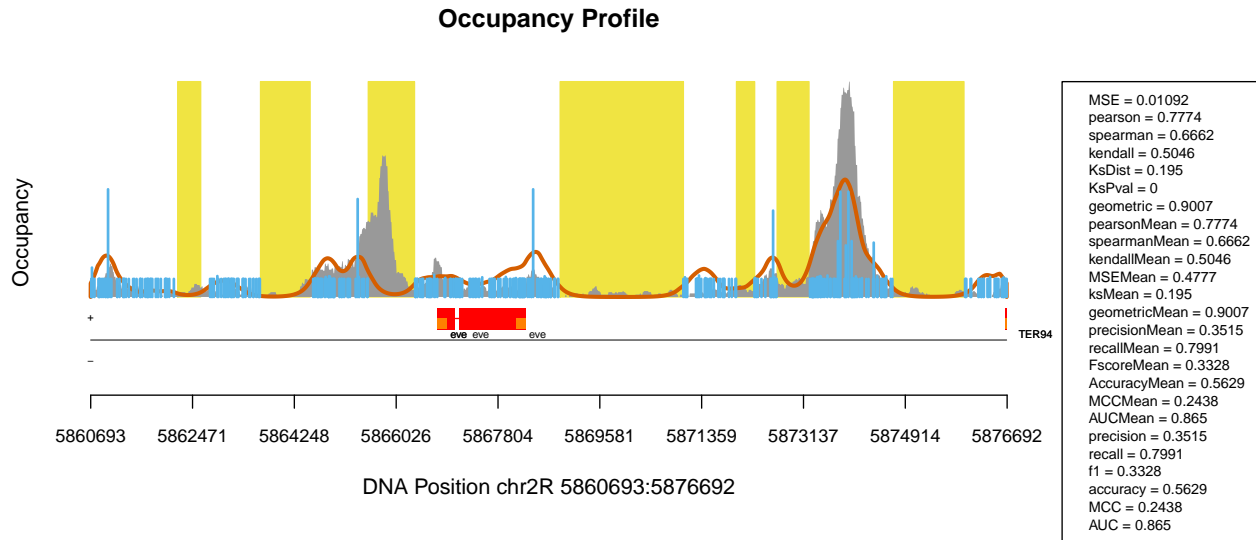 Occupancy Profile
Occupancy
MSE = 0.01092
pearson = 0.7774
spearman = 0.6662
kendall = 0.5046
KsDist = 0.195
KsPval = 0
geometric = 0.9007
pearsonMean = 0.7774
spearmanMean = 0.6662
kendallMean = 0.5046
MSEMean = 0.4777
ksMean = 0.195
geometricMean = 0.9007
precisionMean = 0.3515
recallMean = 0.7991
FscoreMean = 0.3328
AccuracyMean = 0.5629
MCCMean = 0.2438
AUCMean = 0.865
precision = 0.3515
recall = 0.7991
f1 = 0.3328
accuracy = 0.5629
MCC = 0.2438
AUC = 0.865
+
eve eve eve
TER94
−
5860693 5862471 5864248 5866026 5867804 5869581 5871359 5873137 5874914 5876692
DNA Position chr2R 5860693:5876692